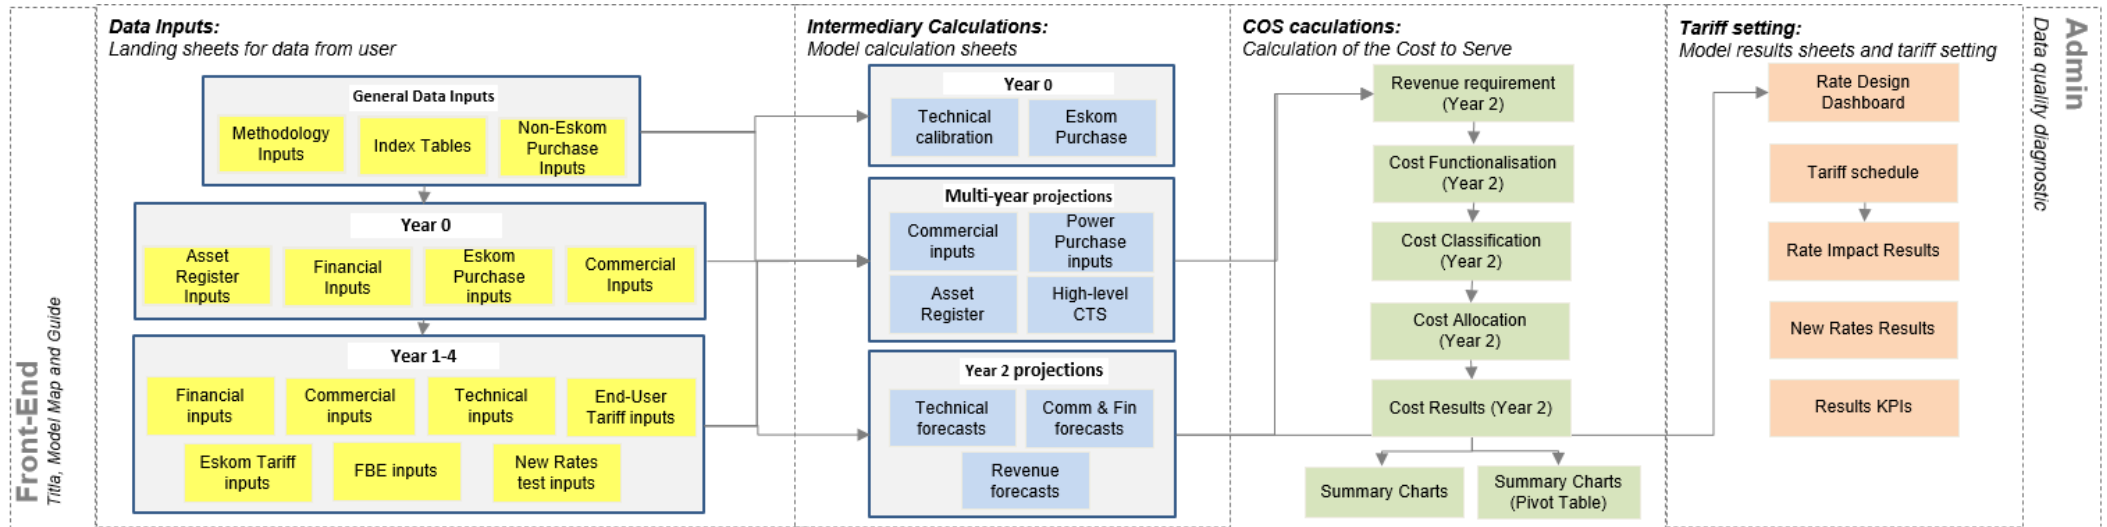 Front-End
Titla, Model Map and Guide
Data Inputs:
Landing sheets for data from user
General Data Inputs
Methodology
Inputs
Index Tables
Non-Eskom
Purchase
Inputs
Year 0
Asset
Register
Inputs
Financial
Inputs
Eskom
Purchase
inputs
Commercial
Inputs
Year 1-4
Financial
inputs
Commercial
inputs
Technical
inputs
End-User
Tariff inputs
Eskom Tariff
inputs
FBE inputs
New Rates
test inputs
Intermediary Calculations:
Model calculation sheets
Year 0
Technical
calibration
Eskom
Purchase
Multi-year projections
Commercial
inputs
Power
Purchase
inputs
Asset
Register
High-level
CTS
Year 2 projections
Technical
forecasts
Comm & Fin
forecasts
Revenue
forecasts
COS caculations:
Calculation of the Cost to Serve
Revenue requirement
(Year 2)
Cost Functionalisation
(Year 2)
Cost Classification
(Year 2)
Cost Allocation
(Year 2)
Cost Results (Year 2)
Summary Charts
Summary Charts
(Pivot Table)
Tariff setting:
Model results sheets and tariff setting
Rate Design
Dashboard
Tariff schedule
Rate Impact Results
New Rates Results
Results KPIs
Admin
Data quality diagnostic